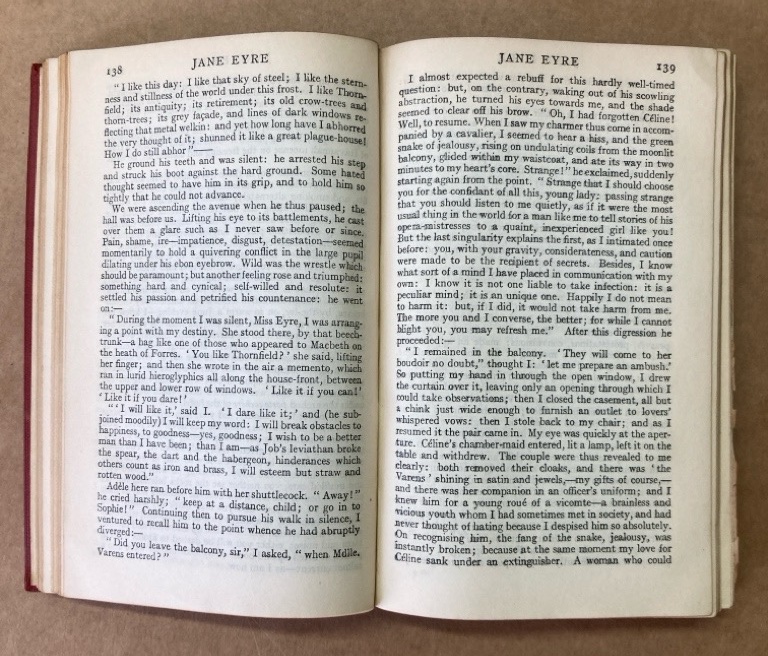 138
JANE EYRE
"I like this day: I like that sky of steel; I like the stern-
ness and stillness of the world under this frost. I like Thorn-
field; its antiquity; its retirement; its old crow-trees and
thorn-trees; its grey façade, and lines of dark windows re-
flecting that metal welkin: and yet how long have I abhorred
the very thought of it; shunned it like a great plague-house!
How I do still abhor"——
He ground his teeth and was silent: he arrested his step
and struck his boot against the hard ground. Some hated
thought seemed to have him in its grip, and to hold him so
tightly that he could not advance.
We were ascending the avenue when he thus paused; the
hall was before us. Lifting his eye to its battlements, he cast
over them a glare such as I never saw before or since.
Pain, shame, ire—impatience, disgust, detestation—seemed
momentarily to hold a quivering conflict in the large pupil
dilating under his ebon eyebrow. Wild was the wrestle which
should be paramount; but another feeling rose and triumphed:
something hard and cynical; self-willed and resolute: it
settled his passion and petrified his countenance: he went
on:—
"During the moment I was silent, Miss Eyre, I was arrang-
ing a point with my destiny. She stood there, by that beech-
trunk—a hag like one of those who appeared to Macbeth on
the heath of Forres. 'You like Thornfield?' she said, lifting
her finger; and then she wrote in the air a memento, which
ran in lurid hieroglyphics all along the house-front, between
the upper and lower row of windows. 'Like it if you can!'
'Like it if you dare!'
"'I will like it,' said I. 'I dare like it;' and (he sub-
joined moodily) I will keep my word: I will break obstacles to
happiness, to goodness—yes, goodness; I wish to be a better
man than I have been; than I am—as Job's leviathan broke
the spear, the dart and the habergeon, hinderances which
others count as iron and brass, I will esteem but straw and
rotten wood."
Adèle here ran before him with her shuttlecock. "Away!"
he cried harshly; "keep at a distance, child; or go in to
Sophie!" Continuing then to pursue his walk in silence, I
ventured to recall him to the point whence he had abruptly
diverged:—
"Did you leave the balcony, sir," I asked, "when Mdlle.
Varens entered?"
JANE EYRE
139
I almost expected a rebuff for this hardly well-timed
question: but, on the contrary, waking out of his scowling
abstraction, he turned his eyes towards me, and the shade
seemed to clear off his brow. "Oh, I had forgotten Céline!
Well, to resume. When I saw my charmer thus come in accom-
panied by a cavalier, I seemed to hear a hiss, and the green
snake of jealousy, rising on undulating coils from the moonlit
balcony, glided within my waistcoat, and ate its way in two
minutes to my heart's core. Strange!" he exclaimed, suddenly
starting again from the point. "Strange that I should choose
you for the confidant of all this, young lady: passing strange
that you should listen to me quietly, as if it were the most
usual thing in the world for a man like me to tell stories of his
opera-mistresses to a quaint, inexperienced girl like you!
But the last singularity explains the first, as I intimated once
before: you, with your gravity, considerateness, and caution
were made to be the recipient of secrets. Besides, I know
what sort of a mind I have placed in communication with my
own: I know it is not one liable to take infection: it is a
peculiar mind; it is an unique one. Happily I do not mean
to harm it: but, if I did, it would not take harm from me.
The more you and I converse, the better; for while I cannot
blight you, you may refresh me." After this digression he
proceeded:—
"I remained in the balcony. 'They will come to her
boudoir no doubt,' thought I: 'let me prepare an ambush.'
So putting my hand in through the open window, I drew
the curtain over it, leaving only an opening through which I
could take observations; then I closed the casement, all but
a chink just wide enough to furnish an outlet to lovers'
whispered vows: then I stole back to my chair; and as I
resumed it the pair came in. My eye was quickly at the aper-
ture. Céline's chamber-maid entered, lit a lamp, left it on the
table and withdrew. The couple were thus revealed to me
clearly: both removed their cloaks, and there was 'the
Varens' shining in satin and jewels,—my gifts of course,—
and there was her companion in an officer's uniform; and I
knew him for a young roué of a vicomte—a brainless and
vicious youth whom I had sometimes met in society, and had
never thought of hating because I despised him so absolutely.
On recognising him, the fang of the snake, jealousy, was
instantly broken; because at the same moment my love for
Céline sank under an extinguisher. A woman who could